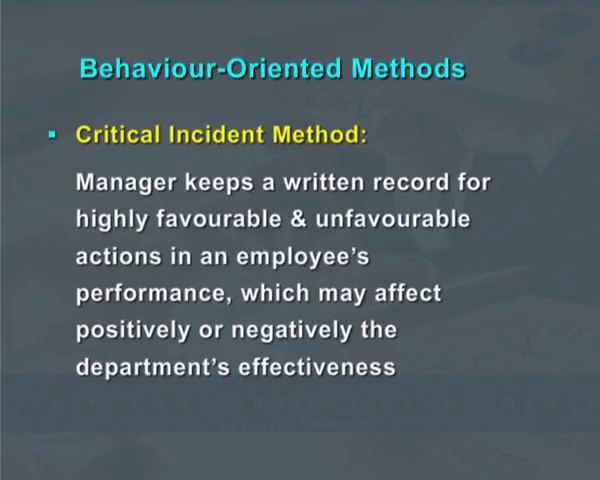 Behaviour-Oriented Methods
▪ Critical Incident Method:
Manager keeps a written record for
highly favourable & unfavourable
actions in an employee's
performance, which may affect
positively or negatively the
department's effectiveness